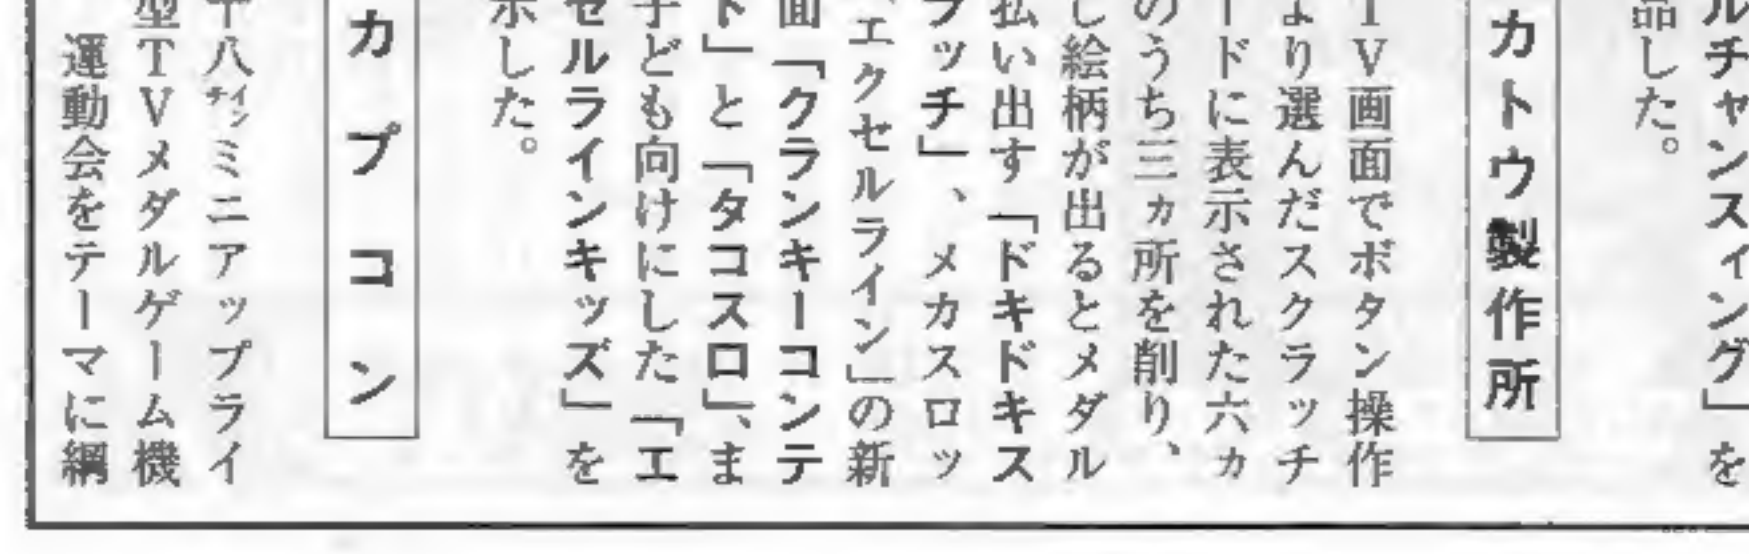 ルチャンスィング」を
品した。
カトウ製作所
TV画面でボタン操作
より選んだスクラッチ
ードに表示された六ヵ
のうち三ヵ所を削り、
し絵柄が出るとメダル
払い出す「ドキドキス
ラッチ」、メカスロッ
エクセルライン」の新
面「クランキーコンテ
ト」と「タコスロ」、ま
子ども向けにした「エ
セルラインキッズ」を
示した。
カプコン
十八インチミニアップライ
型TVメダルゲーム機
運動会をテーマに綱